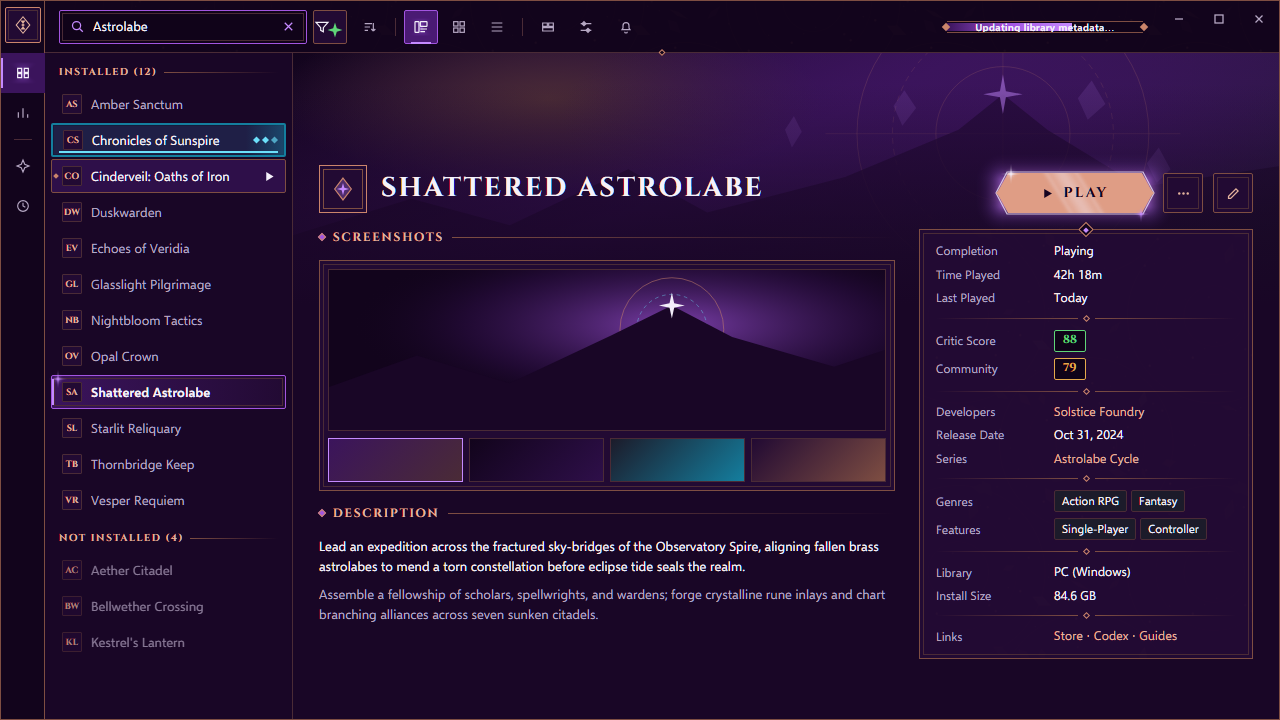 Astrolabe
Updating library metadata...
INSTALLED (12)
AS Amber Sanctum
CS Chronicles of Sunspire
CO Cinderveil: Oaths of Iron
DW Duskwarden
EV Echoes of Veridia
GL Glasslight Pilgrimage
NB Nightbloom Tactics
OV Opal Crown
SA Shattered Astrolabe
SL Starlit Reliquary
TB Thornbridge Keep
VR Vesper Requiem
NOT INSTALLED (4)
AC Aether Citadel
BW Bellwether Crossing
KL Kestrel's Lantern
SHATTERED ASTROLABE
PLAY
SCREENSHOTS
DESCRIPTION
Lead an expedition across the fractured sky-bridges of the Observatory Spire, aligning fallen brass
astrolabes to mend a torn constellation before eclipse tide seals the realm.
Assemble a fellowship of scholars, spellwrights, and wardens; forge crystalline rune inlays and chart
branching alliances across seven sunken citadels.
Completion Playing
Time Played 42h 18m
Last Played Today
Critic Score 88
Community 79
Developers Solstice Foundry
Release Date Oct 31, 2024
Series Astrolabe Cycle
Genres Action RPG Fantasy
Features Single-Player Controller
Library PC (Windows)
Install Size 84.6 GB
Links Store · Codex · Guides